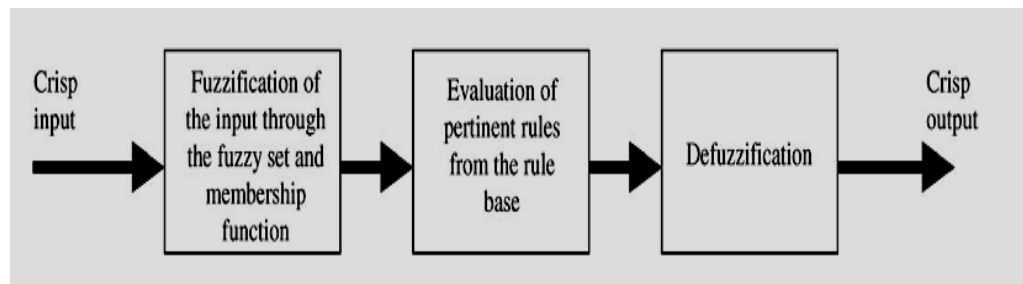 Crisp
input
Fuzzification of
the input through
the fuzzy set and
membership
function
Evaluation of
pertinent rules
from the rule
base
Defuzzification
Crisp
output